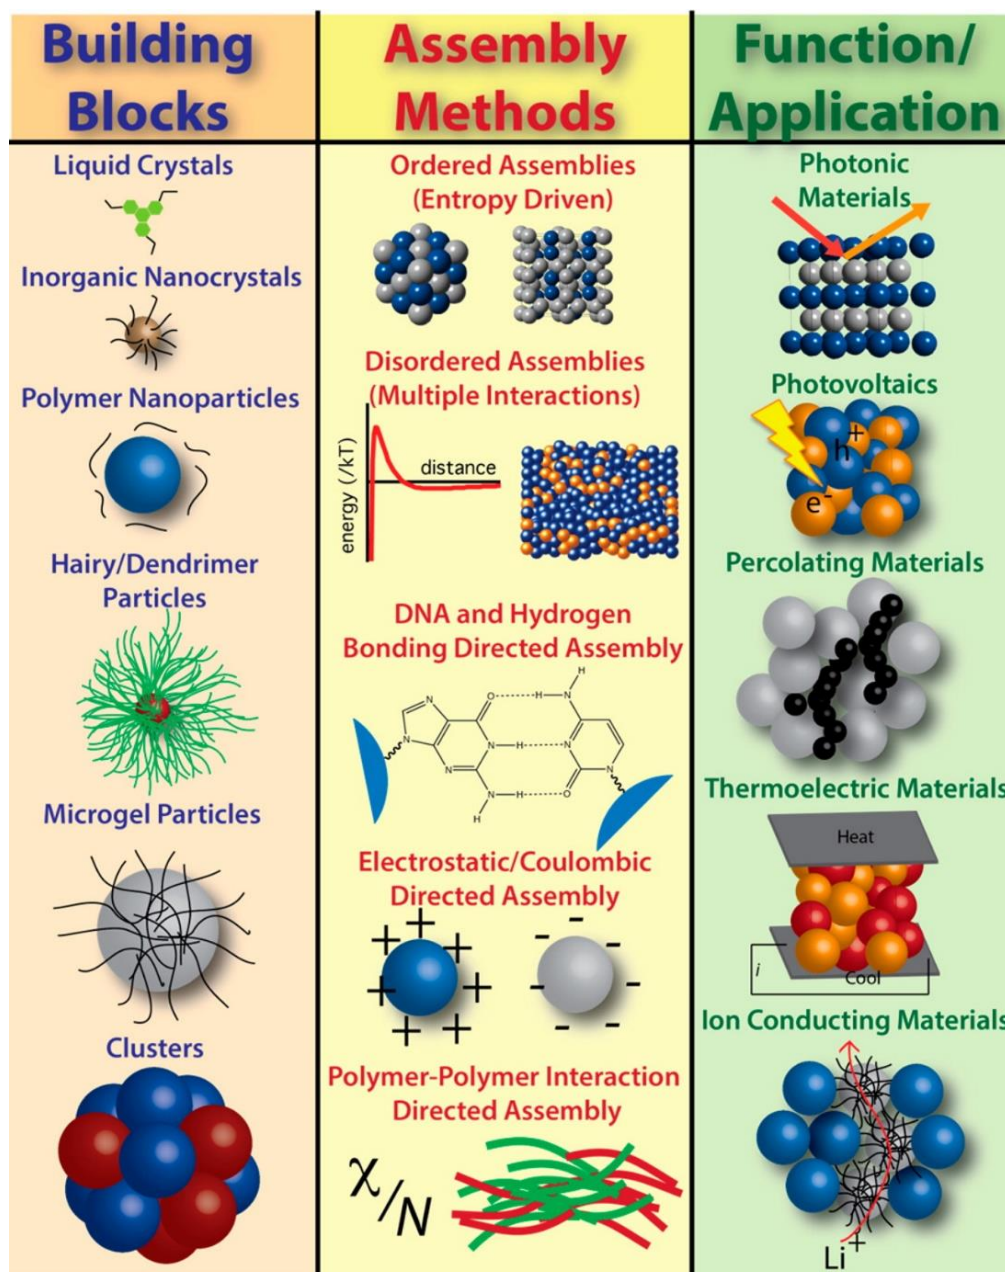 Building
Blocks
Assembly
Methods
Function/
Application
Liquid Crystals
Inorganic Nanocrystals
Polymer Nanoparticles
Hairy/Dendrimer
Particles
Microgel Particles
Clusters
Ordered Assemblies
(Entropy Driven)
Disordered Assemblies
(Multiple Interactions)
energy (/kT)
distance
DNA and Hydrogen
Bonding Directed Assembly
H
O
H
N
N
N
N
H
N
N
N
N
H
O
H
Electrostatic/Coulombic
Directed Assembly
+ + + + + + + +
- - - - - - -
Polymer-Polymer Interaction
Directed Assembly
χ/N
Photonic
Materials
Photovoltaics
h+
e-
Percolating Materials
Thermoelectric Materials
Heat
i
Cool
Ion Conducting Materials
Li+